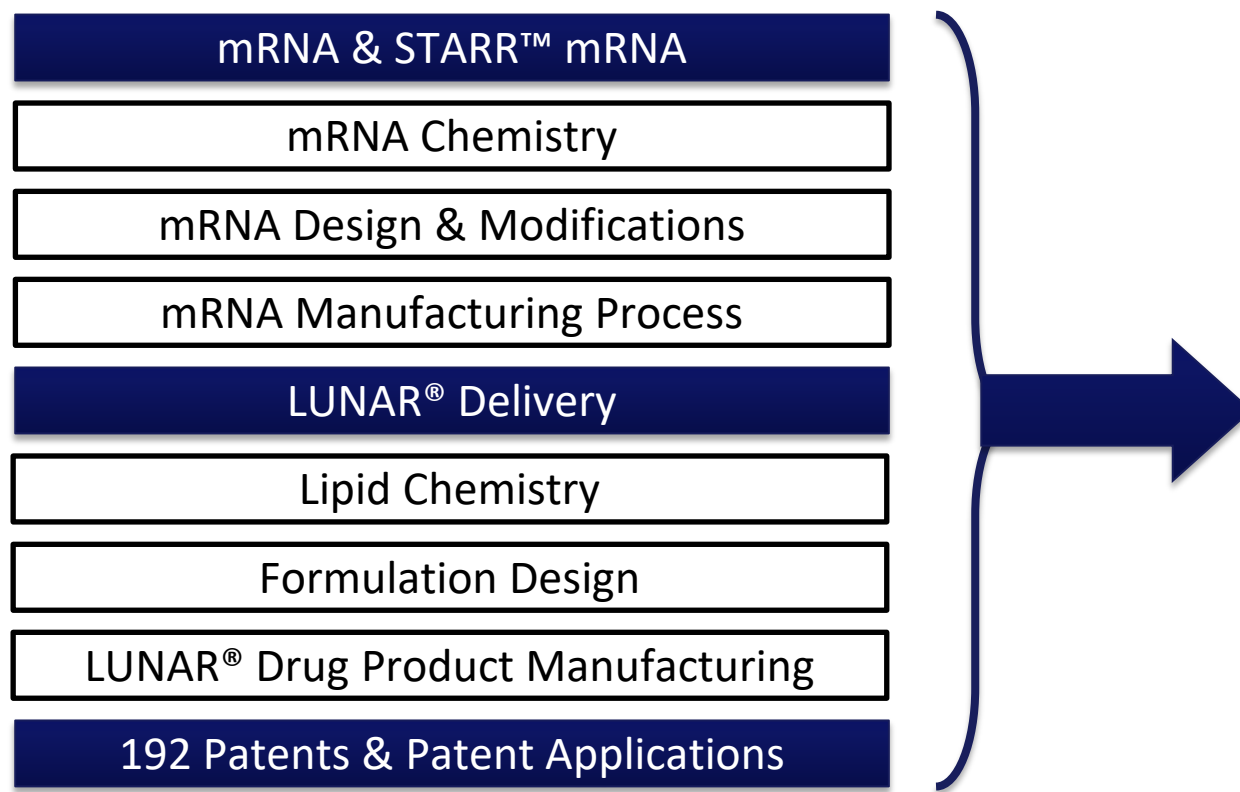 mRNA & STARR™ mRNA
mRNA Chemistry
mRNA Design & Modifications
mRNA Manufacturing Process
LUNAR® Delivery
Lipid Chemistry
Formulation Design
LUNAR® Drug Product Manufacturing
192 Patents & Patent Applications